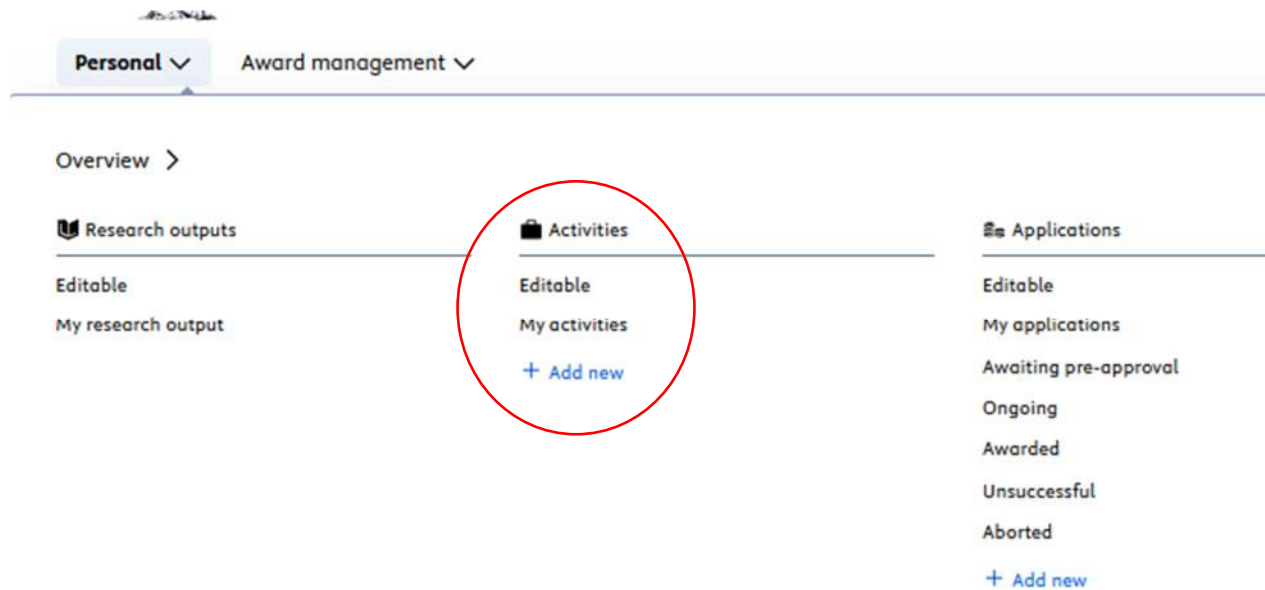 Personal
Award management
Overview
Research outputs
Editable
My research output
Activities
Editable
My activities
+ Add new
Applications
Editable
My applications
Awaiting pre-approval
Ongoing
Awarded
Unsuccessful
Aborted
+ Add new